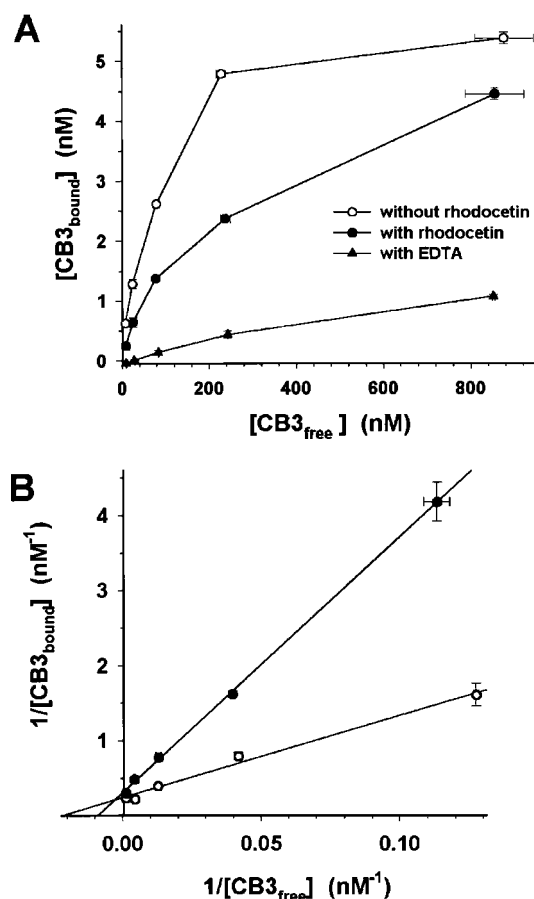 A
[CB3bound] (nM)
5
4
3
2
1
0
without rhodocetin
with rhodocetin
with EDTA
0 200 400 600 800
[CB3free] (nM)
B
1/[CB3bound] (nM-1)
4
3
2
1
0.00 0.05 0.10
1/[CB3free] (nM-1)